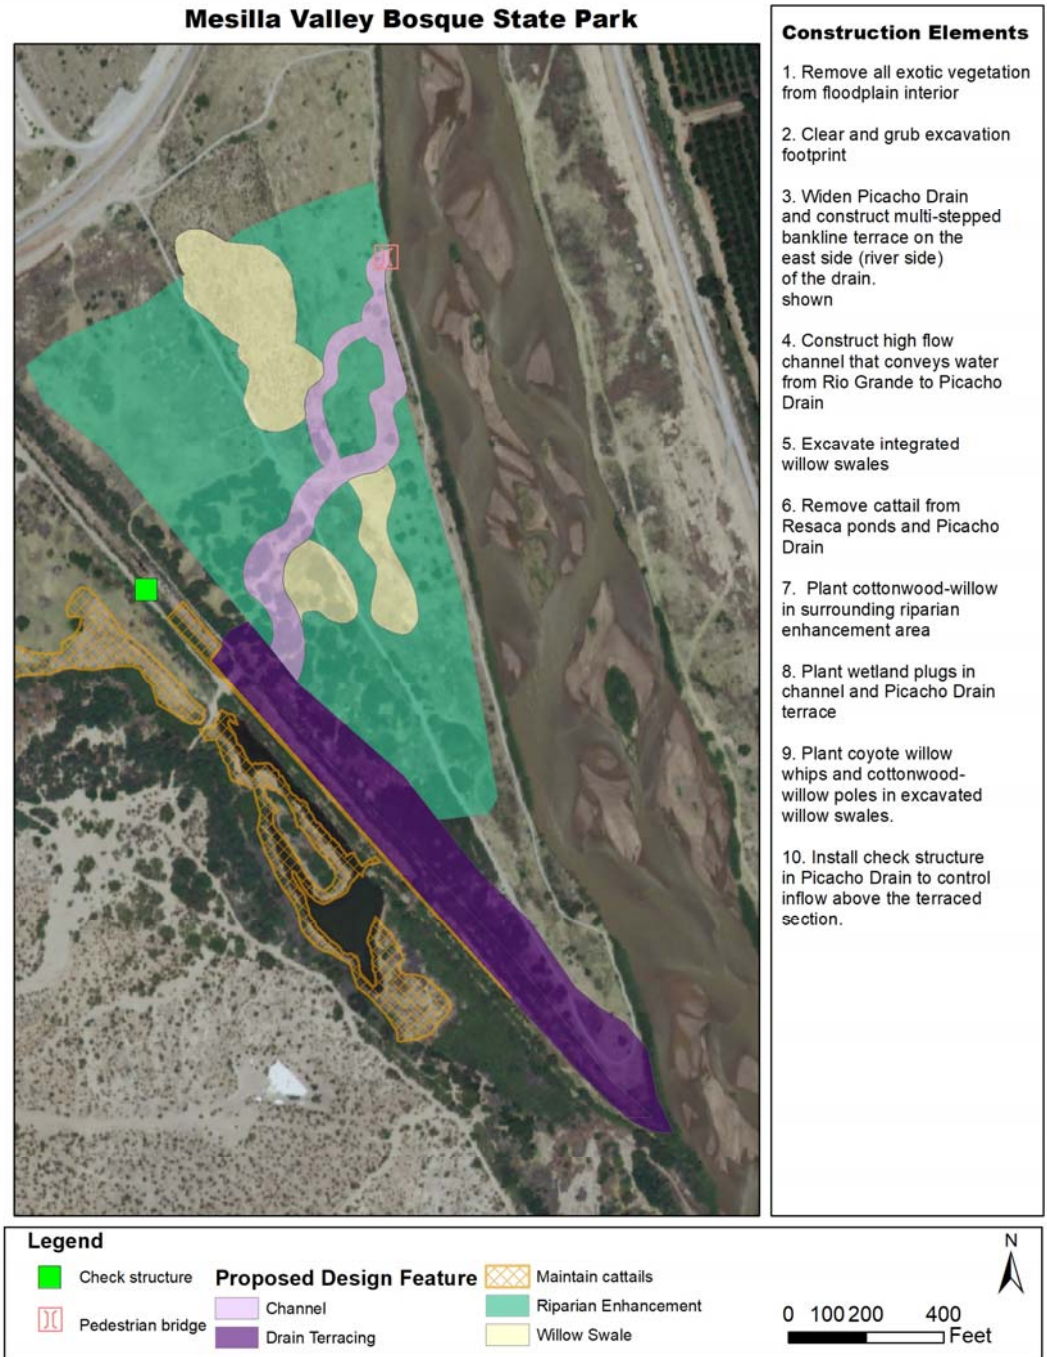 Mesilla Valley Bosque State Park
Construction Elements
1. Remove all exotic vegetation
from floodplain interior
2. Clear and grub excavation
footprint
3. Widen Picacho Drain
and construct multi-stepped
bankline terrace on the
east side (river side)
of the drain.
shown
4. Construct high flow
channel that conveys water
from Rio Grande to Picacho
Drain
5. Excavate integrated
willow swales
6. Remove cattail from
Resaca ponds and Picacho
Drain
7. Plant cottonwood-willow
in surrounding riparian
enhancement area
8. Plant wetland plugs in
channel and Picacho Drain
terrace
9. Plant coyote willow
whips and cottonwood-
willow poles in excavated
willow swales.
10. Install check structure
in Picacho Drain to control
inflow above the terraced
section.
Legend
Check structure
Pedestrian bridge
Proposed Design Feature
Channel
Drain Terracing
Maintain cattails
Riparian Enhancement
Willow Swale
N
0 100 200 400
Feet